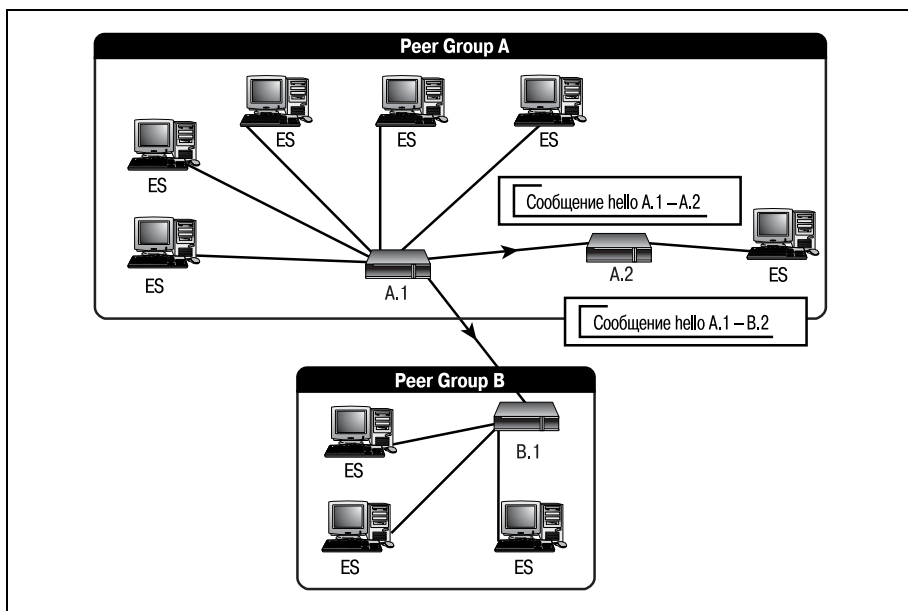 Peer Group A
ES
ES
ES
ES
ES
Сообщение hello A.1 – A.2
A.1
A.2
ES
Сообщение hello A.1 – B.2
Peer Group B
B.1
ES
ES
ES